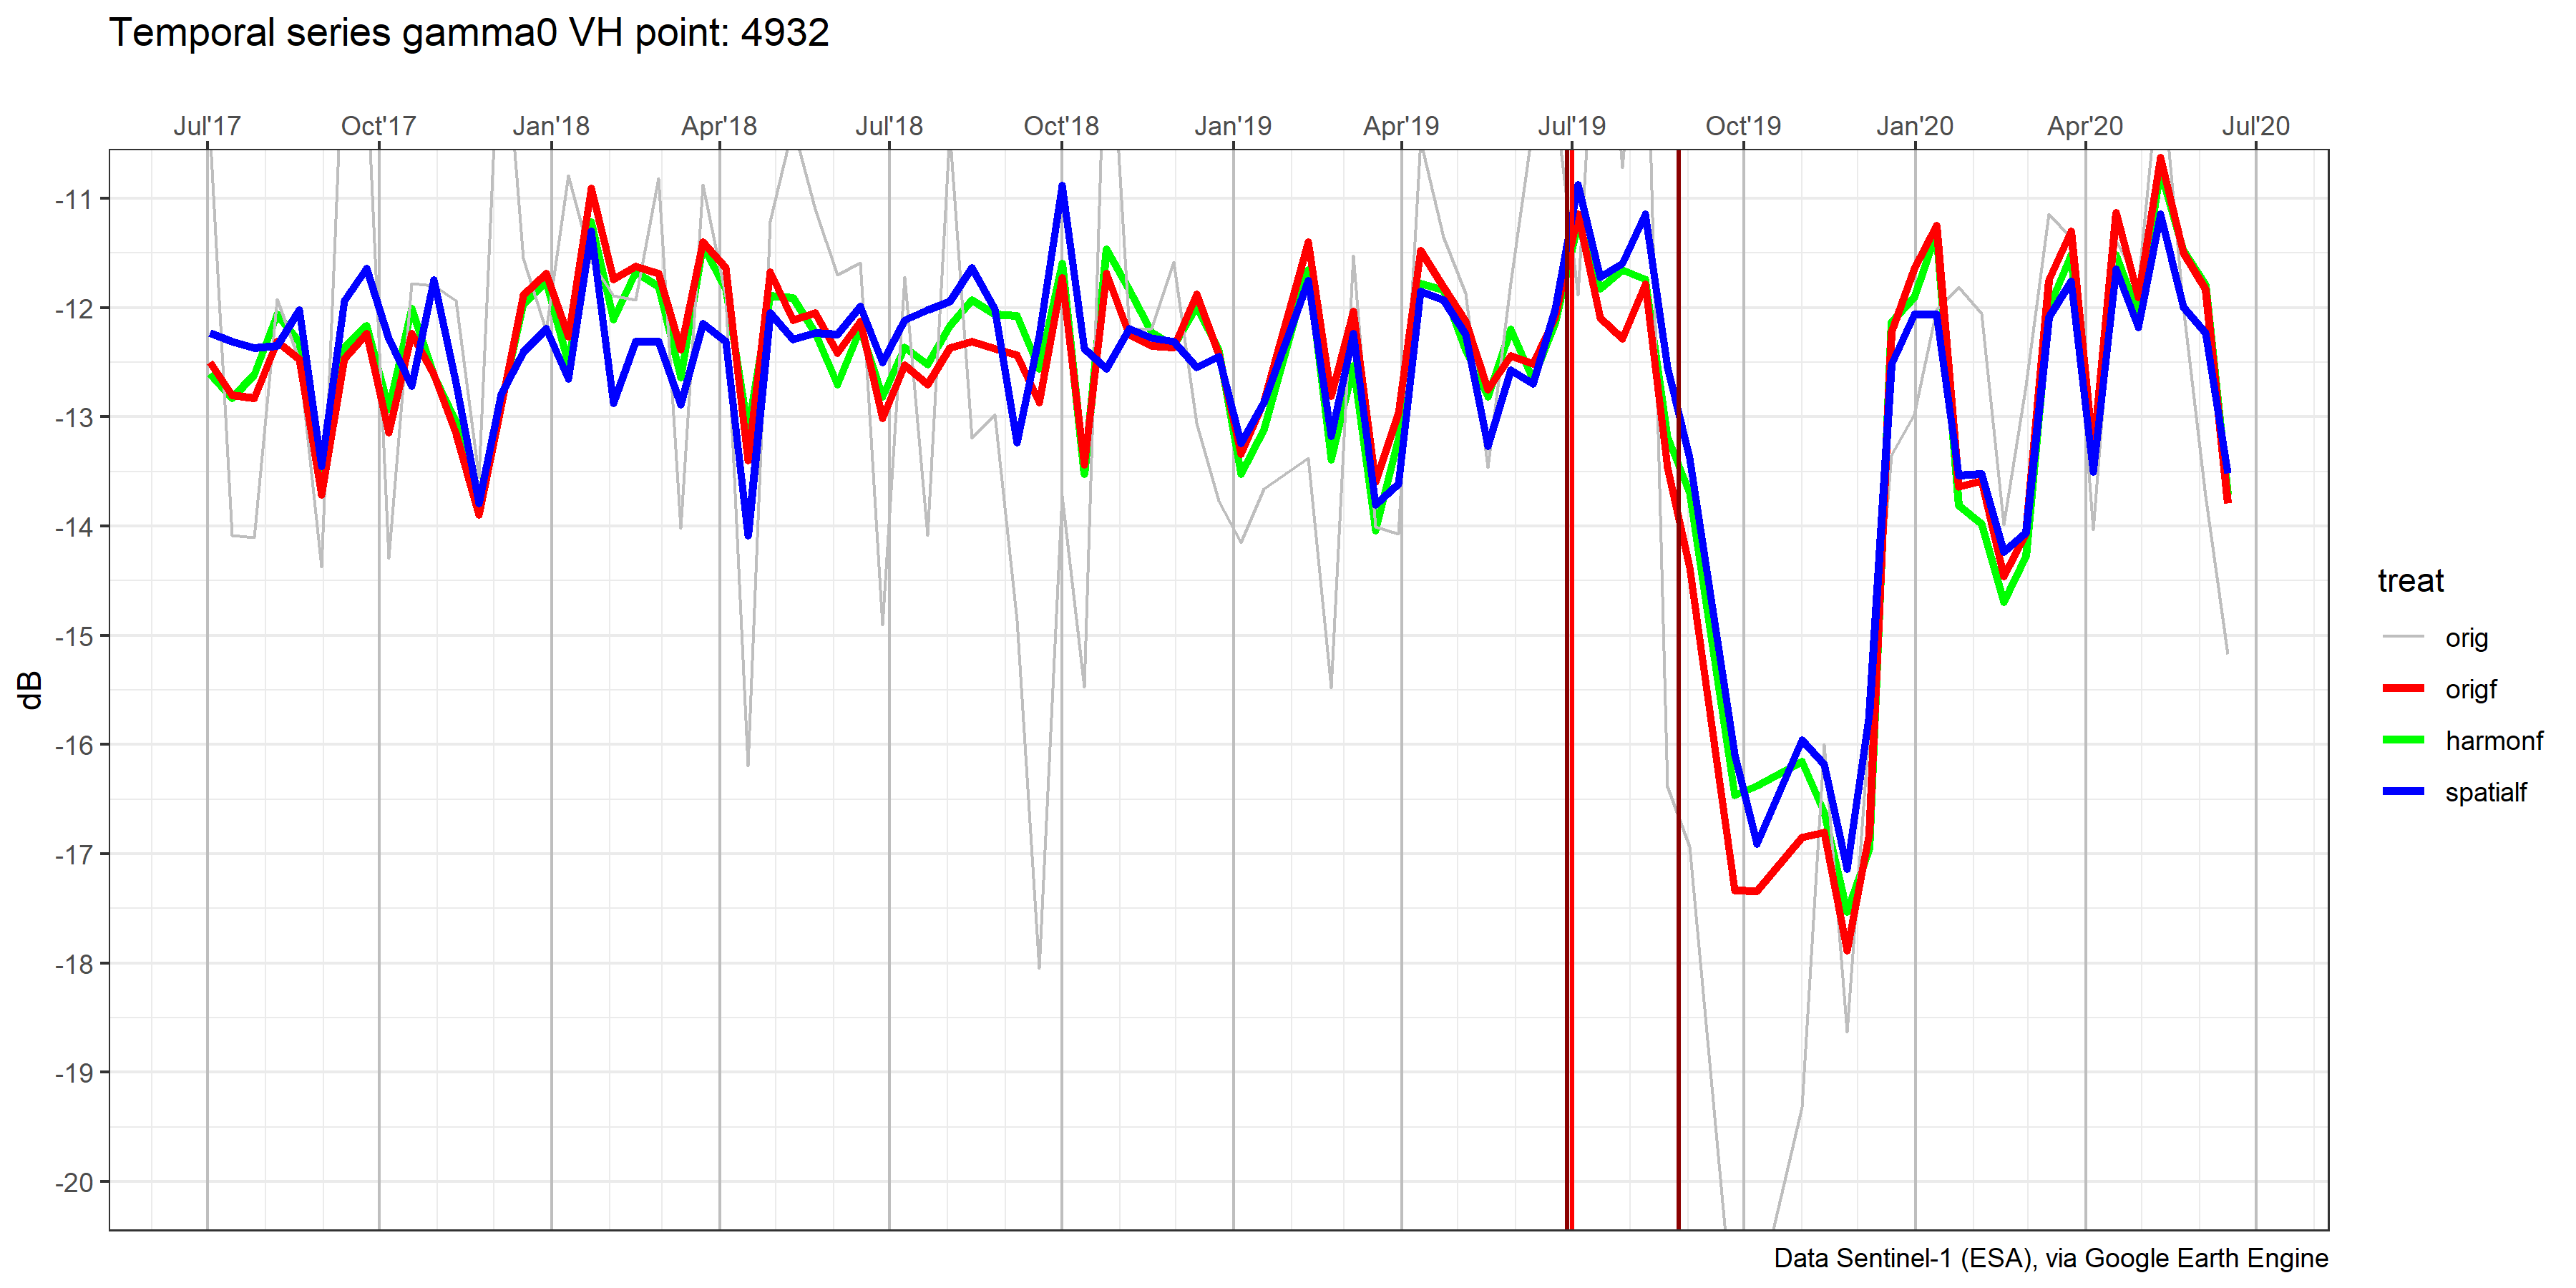 Temporal series gamma0 VH point: 4932
Jul'17 Oct'17 Jan'18 Apr'18 Jul'18 Oct'18 Jan'19 Apr'19 Jul'19 Oct'19 Jan'20 Apr'20 Jul'20
-11
-12
-13
-14
-15
-16
-17
-18
-19
-20
dB
treat
orig
origf
harmonf
spatialf
Data Sentinel-1 (ESA), via Google Earth Engine